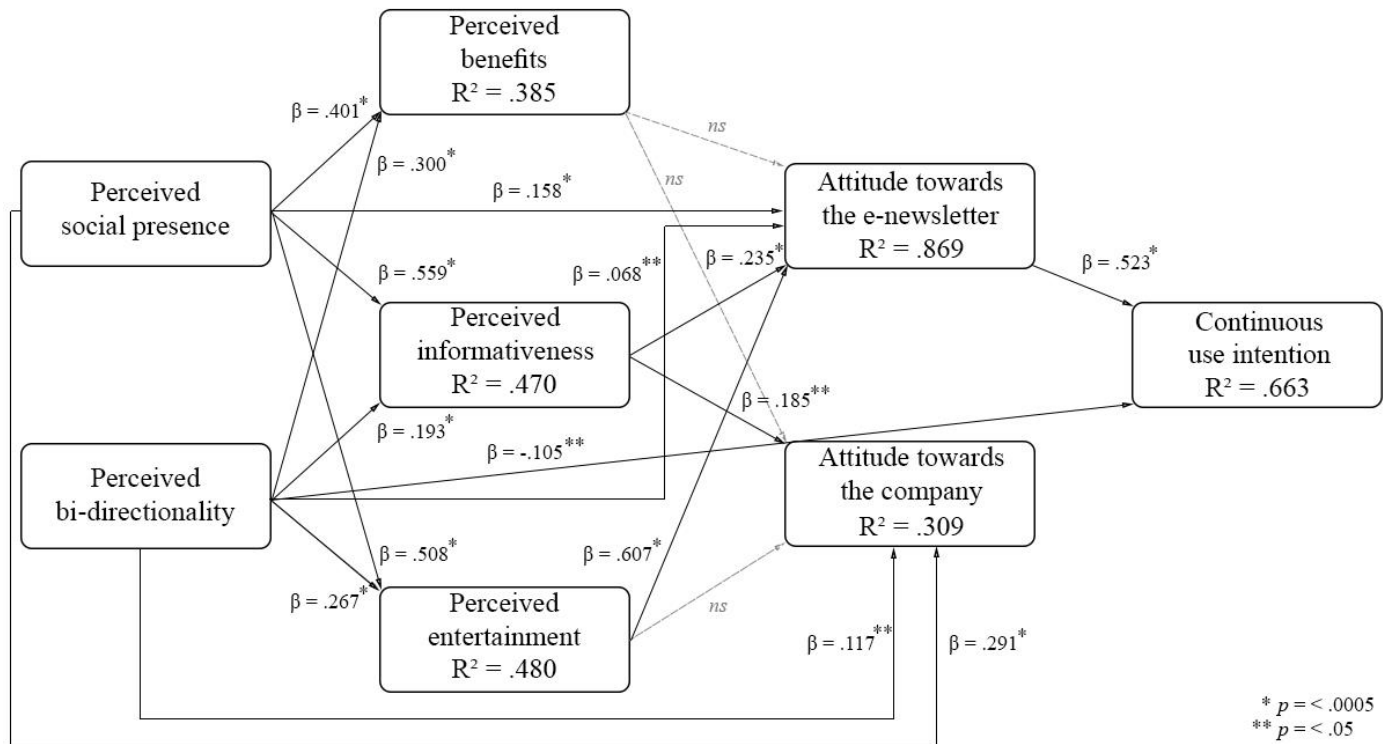 Perceived
benefits
R² = .385
β = .401*
β = .300*
ns
ns
Perceived
social presence
β = .158*
Attitude towards
the e-newsletter
R² = .869
β = .559*
β = .068**
β = .235*
β = .523*
Perceived
informativeness
R² = .470
Continuous
use intention
R² = .663
β = .193*
β = .185**
β = -.105**
Perceived
bi-directionality
Attitude towards
the company
R² = .309
β = .508*
β = .607*
β = .267*
ns
Perceived
entertainment
R² = .480
β = .117**
β = .291*
* p = < .0005
** p = < .05